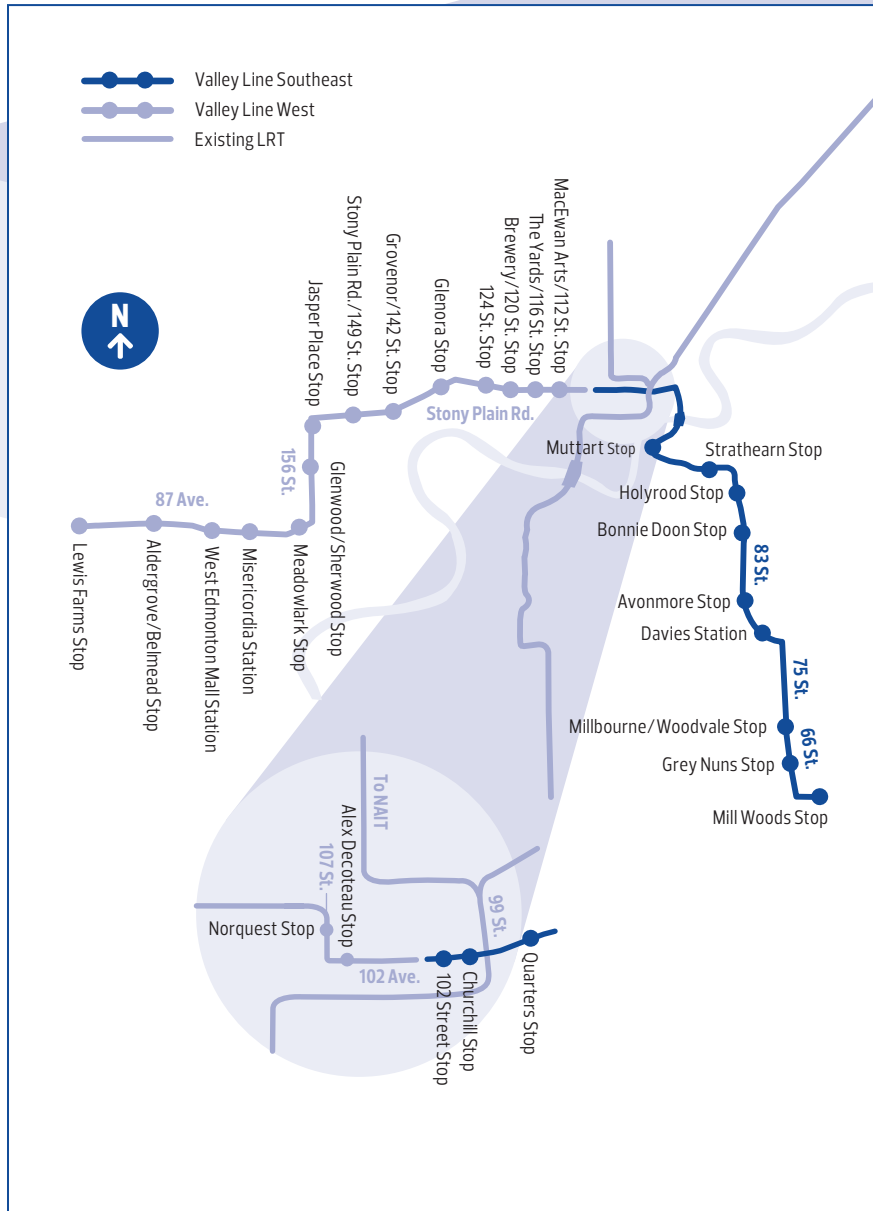 Valley Line Southeast
Valley Line West
Existing LRT
N
Jasper Place Stop
Stony Plain Rd./149 St. Stop
Grovenor/142 St. Stop
Glenora Stop
124 St. Stop
Brewery/120 St. Stop
The Yards/116 St. Stop
MacEwan Arts/112 St. Stop
Stony Plain Rd.
156 St.
87 Ave.
Lewis Farms Stop
Aldergrove/Belmead Stop
West Edmonton Mall Station
Misericordia Station
Meadowlark Stop
Glenwood/Sherwood Stop
Muttart Stop
Strathearn Stop
Holyrood Stop
Bonnie Doon Stop
83 St.
Avonmore Stop
Davies Station
75 St.
Millbourne/Woodvale Stop
66 St.
Grey Nuns Stop
Mill Woods Stop
To NAIT
Alex Decoteau Stop
107 St.
Norquest Stop
99 St.
102 Ave.
102 Street Stop
Churchill Stop
Quarters Stop